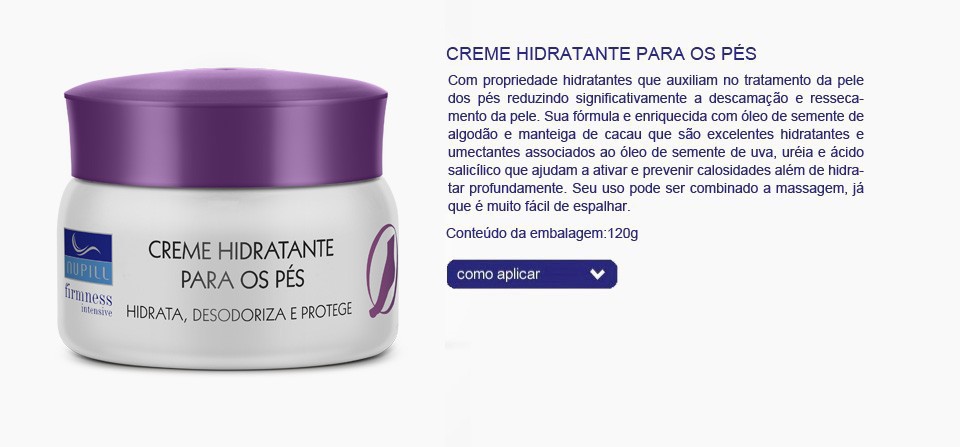 CREME HIDRATANTE PARA OS PÉS
Com propriedade hidratantes que auxiliam no tratamento da pele
dos pés reduzindo significativamente a descamação e resseca-
mento da pele. Sua fórmula e enriquecida com óleo de semente de
algodão e manteiga de cacau que são excelentes hidratantes e
umectantes associados ao óleo de semente de uva, uréia e ácido
salicílico que ajudam a ativar e prevenir calosidades além de hidra-
tar profundamente. Seu uso pode ser combinado a massagem, já
que é muito fácil de espalhar.
Conteúdo da embalagem:120g
como aplicar
NUPILL
firmness
intensive
CREME HIDRATANTE
PARA OS PÉS
HIDRATA, DESODORIZA E PROTEGE